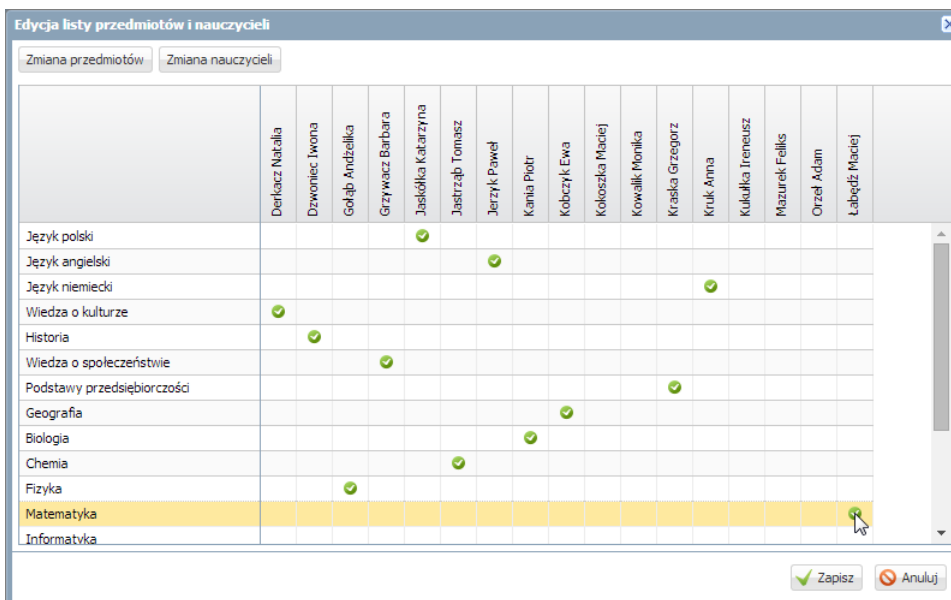 Edycja listy przedmiotów i nauczycieli
Zmiana przedmiotów
Zmiana nauczycieli
Derkacz Natalia
Dzwoniec Iwona
Gołąb Andżelika
Grzywacz Barbara
Jaskółka Katarzyna
Jastrząb Tomasz
Jerzyk Paweł
Kania Piotr
Kobczyk Ewa
Kokoszka Maciej
Kowalik Monika
Kraska Grzegorz
Kruk Anna
Kukułka Ireneusz
Mazurek Feliks
Orzeł Adam
Łabędź Maciej
Język polski
Język angielski
Język niemiecki
Wiedza o kulturze
Historia
Wiedza o społeczeństwie
Podstawy przedsiębiorczości
Geografia
Biologia
Chemia
Fizyka
Matematyka
Informatyka
Zapisz
Anuluj